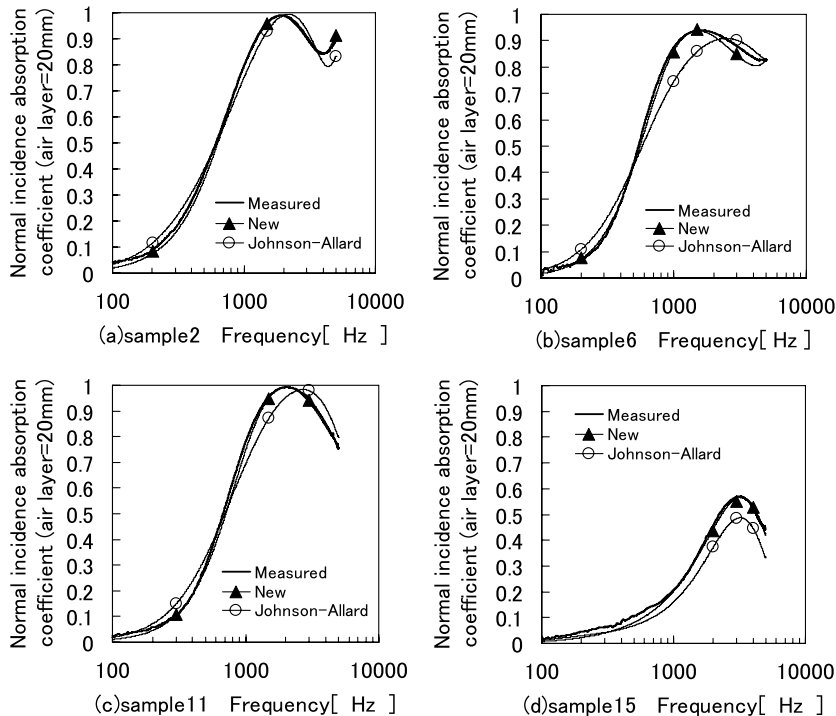 Normal incidence absorption
coefficient (air layer=20mm)
1
0.9
0.8
0.7
0.6
0.5
0.4
0.3
0.2
0.1
0
Measured
New
Johnson-Allard
100 1000 10000
(a)sample2 Frequency[ Hz ]
Normal incidence absorption
coefficient (air layer=20mm)
1
0.9
0.8
0.7
0.6
0.5
0.4
0.3
0.2
0.1
0
Measured
New
Johnson-Allard
100 1000 10000
(b)sample6 Frequency[ Hz ]
Normal incidence absorption
coefficient (air layer=20mm)
1
0.9
0.8
0.7
0.6
0.5
0.4
0.3
0.2
0.1
0
Measured
New
Johnson-Allard
100 1000 10000
(c)sample11 Frequency[ Hz ]
Normal incidence absorption
coefficient (air layer=20mm)
1
0.9
0.8
0.7
0.6
0.5
0.4
0.3
0.2
0.1
0
Measured
New
Johnson-Allard
100 1000 10000
(d)sample15 Frequency[ Hz ]